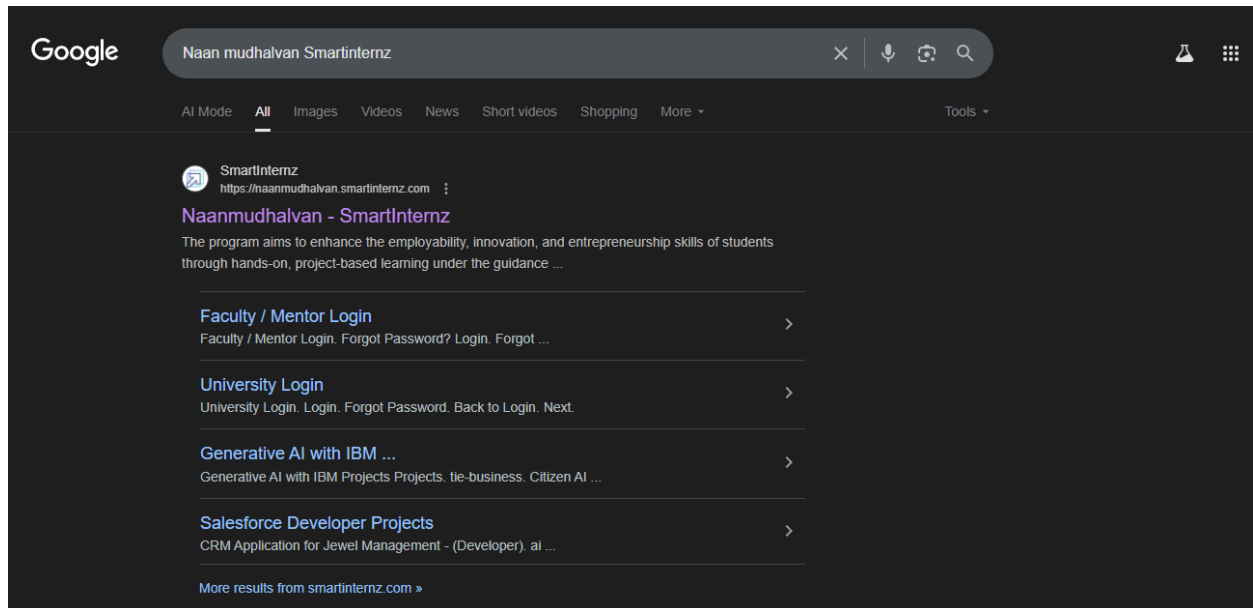 Google
Naan mudhalvan Smartinternz
AI Mode All Images Videos News Short videos Shopping More Tools
SmartInternz
https://naanmudhalvan.smartinternz.com
Naanmudhalvan - SmartInternz
The program aims to enhance the employability, innovation, and entrepreneurship skills of students
through hands-on, project-based learning under the guidance ...
Faculty / Mentor Login
Faculty / Mentor Login. Forgot Password? Login. Forgot ...
University Login
University Login. Login. Forgot Password. Back to Login. Next.
Generative AI with IBM ...
Generative AI with IBM Projects Projects. tie-business. Citizen AI ...
Salesforce Developer Projects
CRM Application for Jewel Management - (Developer). ai ...
More results from smartinternz.com »